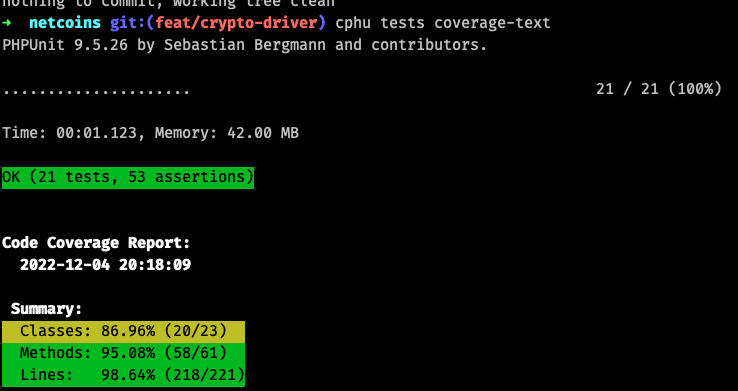 nothing to commit, working tree clean
→ netcoins git:(feat/crypto-driver) cphu tests coverage-text
PHPUnit 9.5.26 by Sebastian Bergmann and contributors.
..................... 21 / 21 (100%)
Time: 00:01.123, Memory: 42.00 MB
OK (21 tests, 53 assertions)
Code Coverage Report:
2022-12-04 20:18:09
Summary:
Classes: 86.96% (20/23)
Methods: 95.08% (58/61)
Lines: 98.64% (218/221)